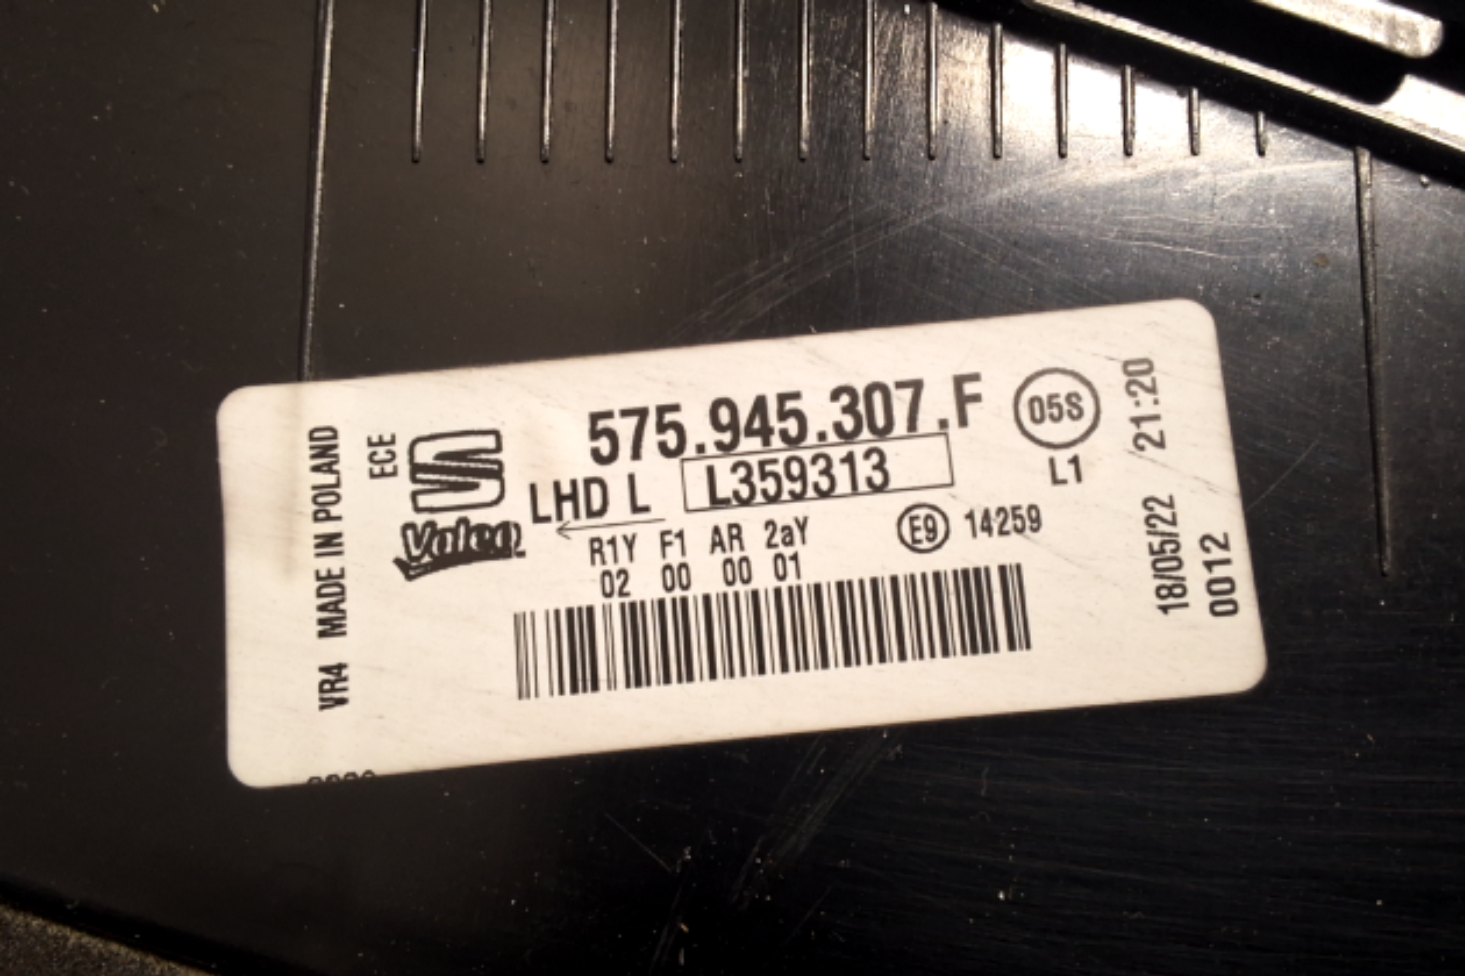 575.945.307.F
05S
L1
21:20
ECE
LHD L
L359313
Valeo
R1Y F1 AR 2aY
02 00 00 01
E9 14259
18/05/22
0012
VR4 MADE IN POLAND